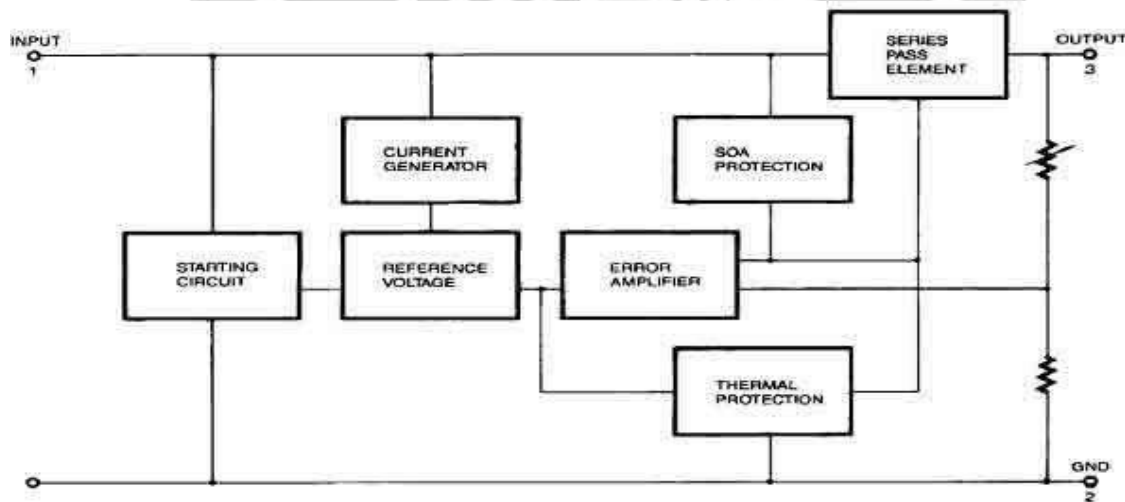 INPUT
1
SERIES
PASS
ELEMENT
OUTPUT
3
CURRENT
GENERATOR
SOA
PROTECTION
STARTING
CIRCUIT
REFERENCE
VOLTAGE
ERROR
AMPLIFIER
THERMAL
PROTECTION
GND
2